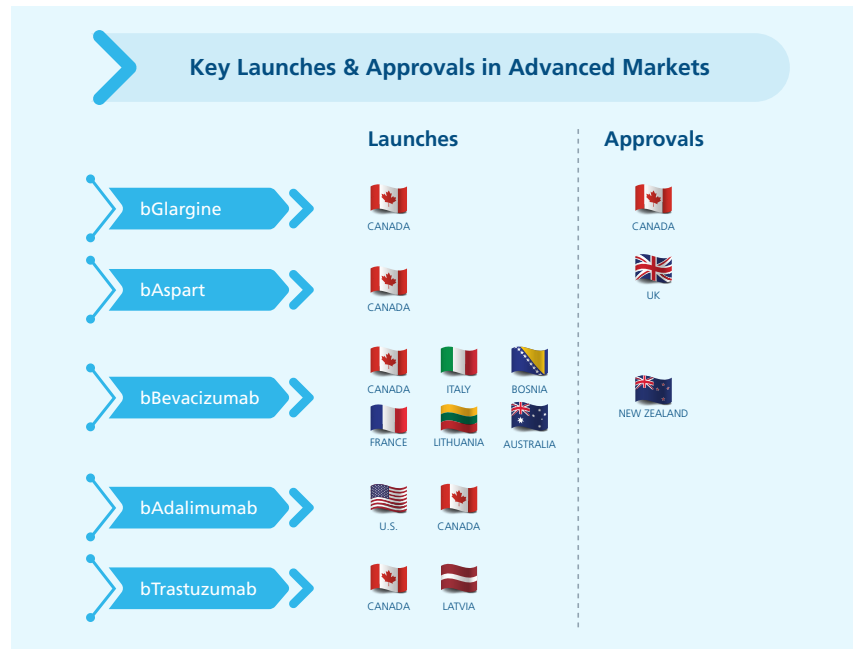 Key Launches & Approvals in Advanced Markets
Launches
Approvals
bGlargine
CANADA
CANADA
bAspart
CANADA
UK
bBevacizumab
CANADA
ITALY
BOSNIA
FRANCE
LITHUANIA
AUSTRALIA
NEW ZEALAND
bAdalimumab
U.S.
CANADA
bTrastuzumab
CANADA
LATVIA